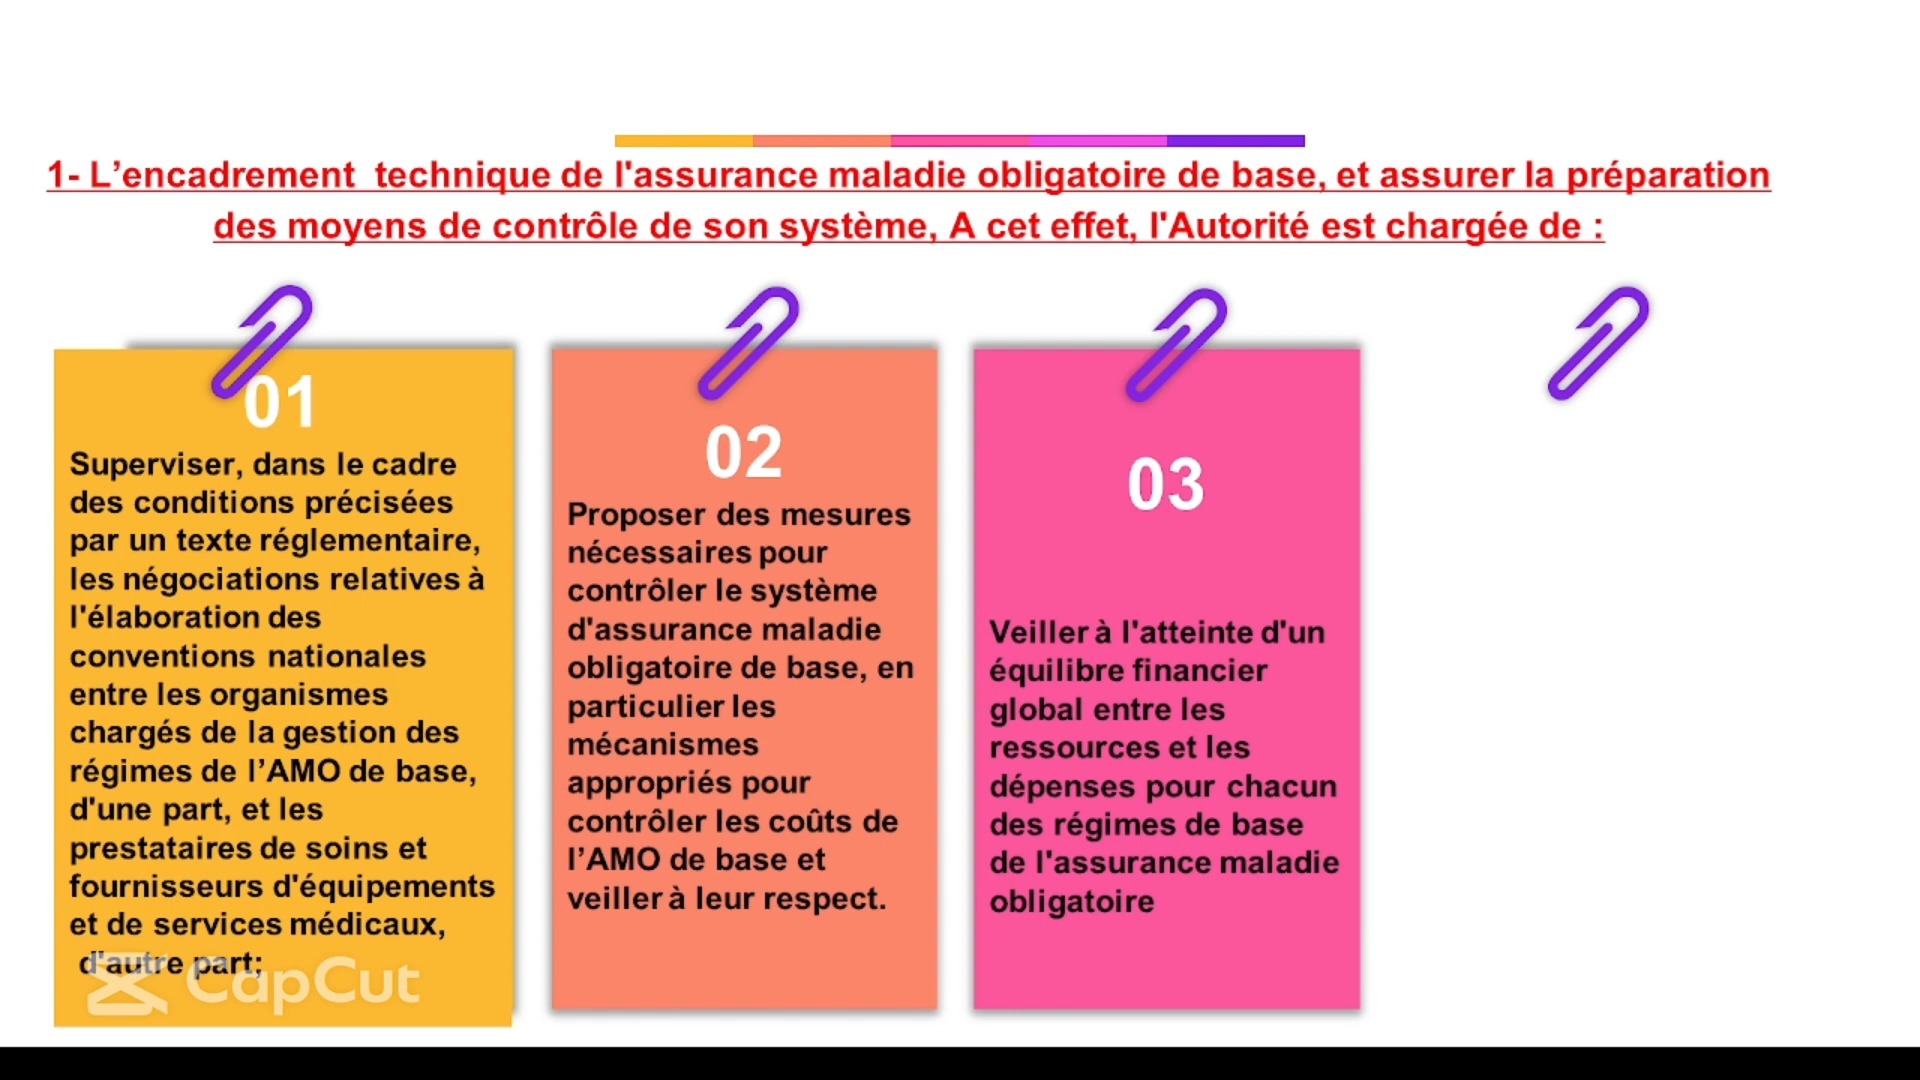 1- L’encadrement technique de l'assurance maladie obligatoire de base, et assurer la préparation
des moyens de contrôle de son système, A cet effet, l'Autorité est chargée de :
01
Superviser, dans le cadre
des conditions précisées
par un texte réglementaire,
les négociations relatives à
l'élaboration des
conventions nationales
entre les organismes
chargés de la gestion des
régimes de l’AMO de base,
d'une part, et les
prestataires de soins et
fournisseurs d'équipements
et de services médicaux,
d'autre part;
02
Proposer des mesures
nécessaires pour
contrôler le système
d'assurance maladie
obligatoire de base, en
particulier les
mécanismes
appropriés pour
contrôler les coûts de
l’AMO de base et
veiller à leur respect.
03
Veiller à l'atteinte d'un
équilibre financier
global entre les
ressources et les
dépenses pour chacun
des régimes de base
de l'assurance maladie
obligatoire
CapCut